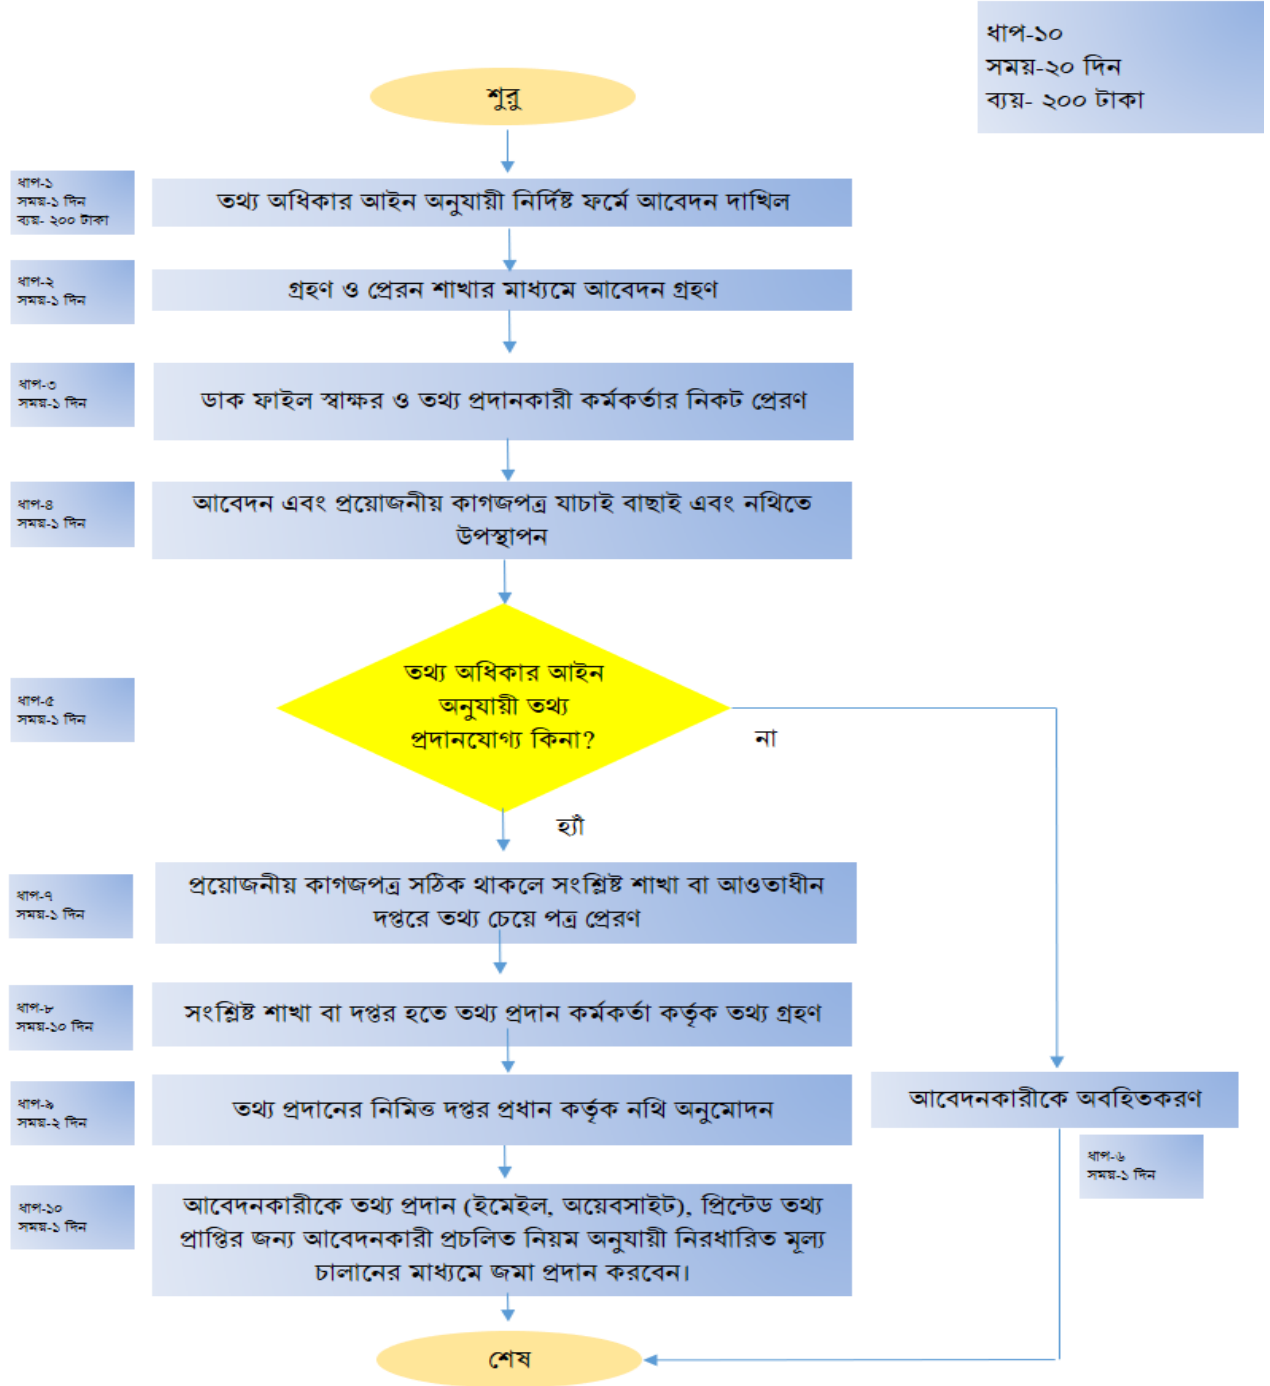 ধাপ-১০
সময়-২০ দিন
ব্যয়- ২০০ টাকা
শুরু
ধাপ-১
সময়-১ দিন
ব্যয়- ২০০ টাকা
তথ্য অধিকার আইন অনুযায়ী নির্দিষ্ট ফর্মে আবেদন দাখিল
ধাপ-২
সময়-১ দিন
গ্রহণ ও প্রেরন শাখার মাধ্যমে আবেদন গ্রহণ
ধাপ-৩
সময়-১ দিন
ডাক ফাইল স্বাক্ষর ও তথ্য প্রদানকারী কর্মকর্তার নিকট প্রেরণ
ধাপ-৪
সময়-১ দিন
আবেদন এবং প্রয়োজনীয় কাগজপত্র যাচাই বাছাই এবং নথিতে
উপস্থাপন
ধাপ-৫
সময়-১ দিন
তথ্য অধিকার আইন
অনুযায়ী তথ্য
প্রদানযোগ্য কিনা?
না
হ্যাঁ
ধাপ-৭
সময়-১ দিন
প্রয়োজনীয় কাগজপত্র সঠিক থাকলে সংশ্লিষ্ট শাখা বা আওতাধীন
দপ্তরে তথ্য চেয়ে পত্র প্রেরণ
ধাপ-৮
সময়-১০ দিন
সংশ্লিষ্ট শাখা বা দপ্তর হতে তথ্য প্রদান কর্মকর্তা কর্তৃক তথ্য গ্রহণ
ধাপ-৯
সময়-২ দিন
তথ্য প্রদানের নিমিত্ত দপ্তর প্রধান কর্তৃক নথি অনুমোদন
আবেদনকারীকে অবহিতকরণ
ধাপ-৬
সময়-১ দিন
ধাপ-১০
সময়-১ দিন
আবেদনকারীকে তথ্য প্রদান (ইমেইল, অয়েবসাইট), প্রিন্টেড তথ্য
প্রাপ্তির জন্য আবেদনকারী প্রচলিত নিয়ম অনুযায়ী নিরধারিত মূল্য
চালানের মাধ্যমে জমা প্রদান করবেন।
শেষ